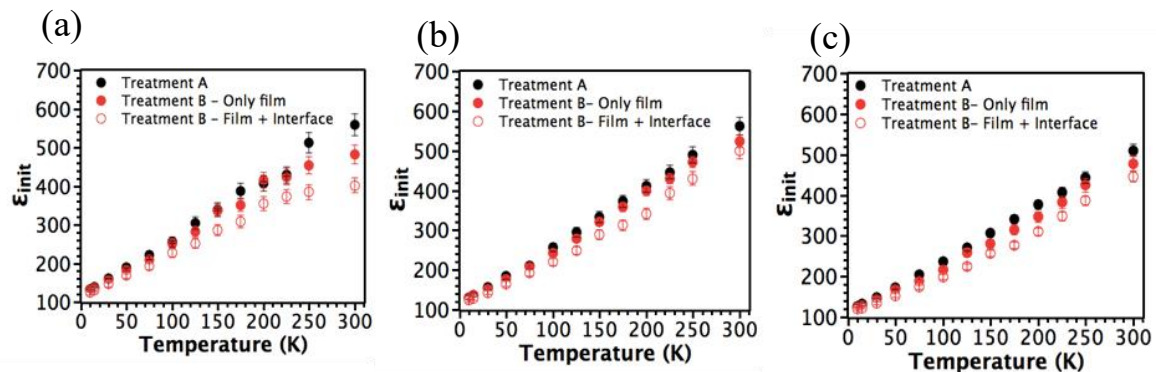 (a)
700
600
500
400
300
200
100
εinit
Treatment A
Treatment B – Only film
Treatment B – Film + Interface
0 50 100 150 200 250 300
Temperature (K)
(b)
700
600
500
400
300
200
100
εinit
Treatment A
Treatment B– Only film
Treatment B– Film + Interface
0 50 100 150 200 250 300
Temperature (K)
(c)
700
600
500
400
300
200
100
εinit
Treatment A
Treatment B– Only film
Treatment B– Film + Interface
0 50 100 150 200 250 300
Temperature (K)